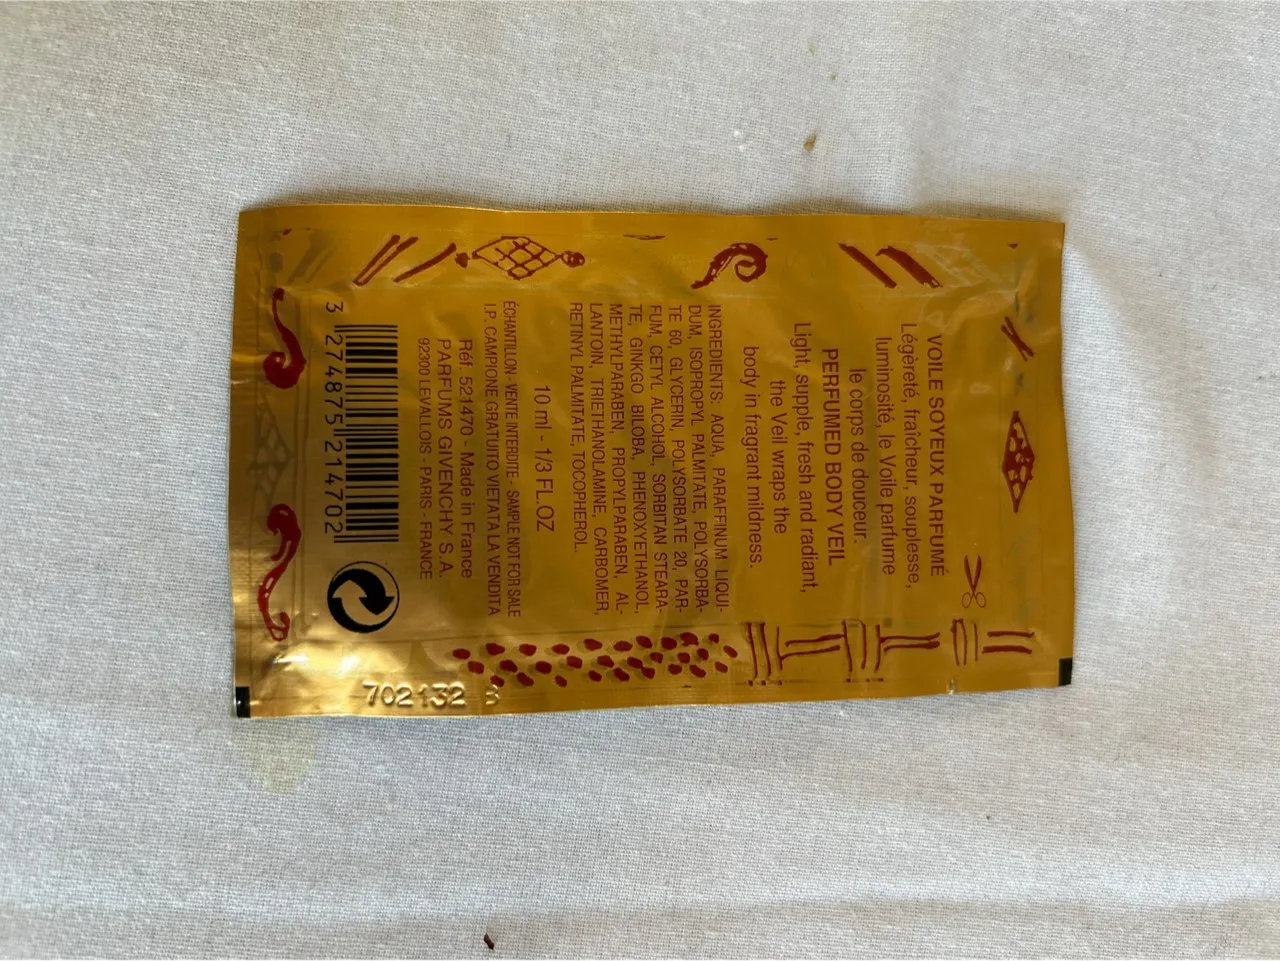 VOILE SOYEUX PARFUMÉ
Légèreté, fraîcheur, souplesse,
luminosité, le Voile parfume
le corps de douceur.
PERFUMED BODY VEIL
Light, supple, fresh and radiant,
the Veil wraps the
body in fragrant mildness.
INGREDIENTS: AQUA, PARAFFINUM LIQUI-
DUM, ISOPROPYL PALMITATE, POLYSORBA-
TE 60, GLYCERIN, POLYSORBATE 20, PAR-
FUM, CETYL ALCOHOL, SORBITAN STEARA-
TE, GINKGO BILOBA, PHENOXYETHANOL,
METHYLPARABEN, PROPYLPARABEN, AL-
LANTOIN, TRIETHANOLAMINE, CARBOMER,
RETINYL PALMITATE, TOCOPHEROL.
10 ml - 1/3 FL.OZ
ÉCHANTILLON - VENTE INTERDITE - SAMPLE NOT FOR SALE
I.P. CAMPIONE GRATUITO VIETATA LA VENDITA
Réf. 521470 - Made in France
PARFUMS GIVENCHY S.A.
92300 LEVALLOIS - PARIS - FRANCE
3 274875 214702
702132